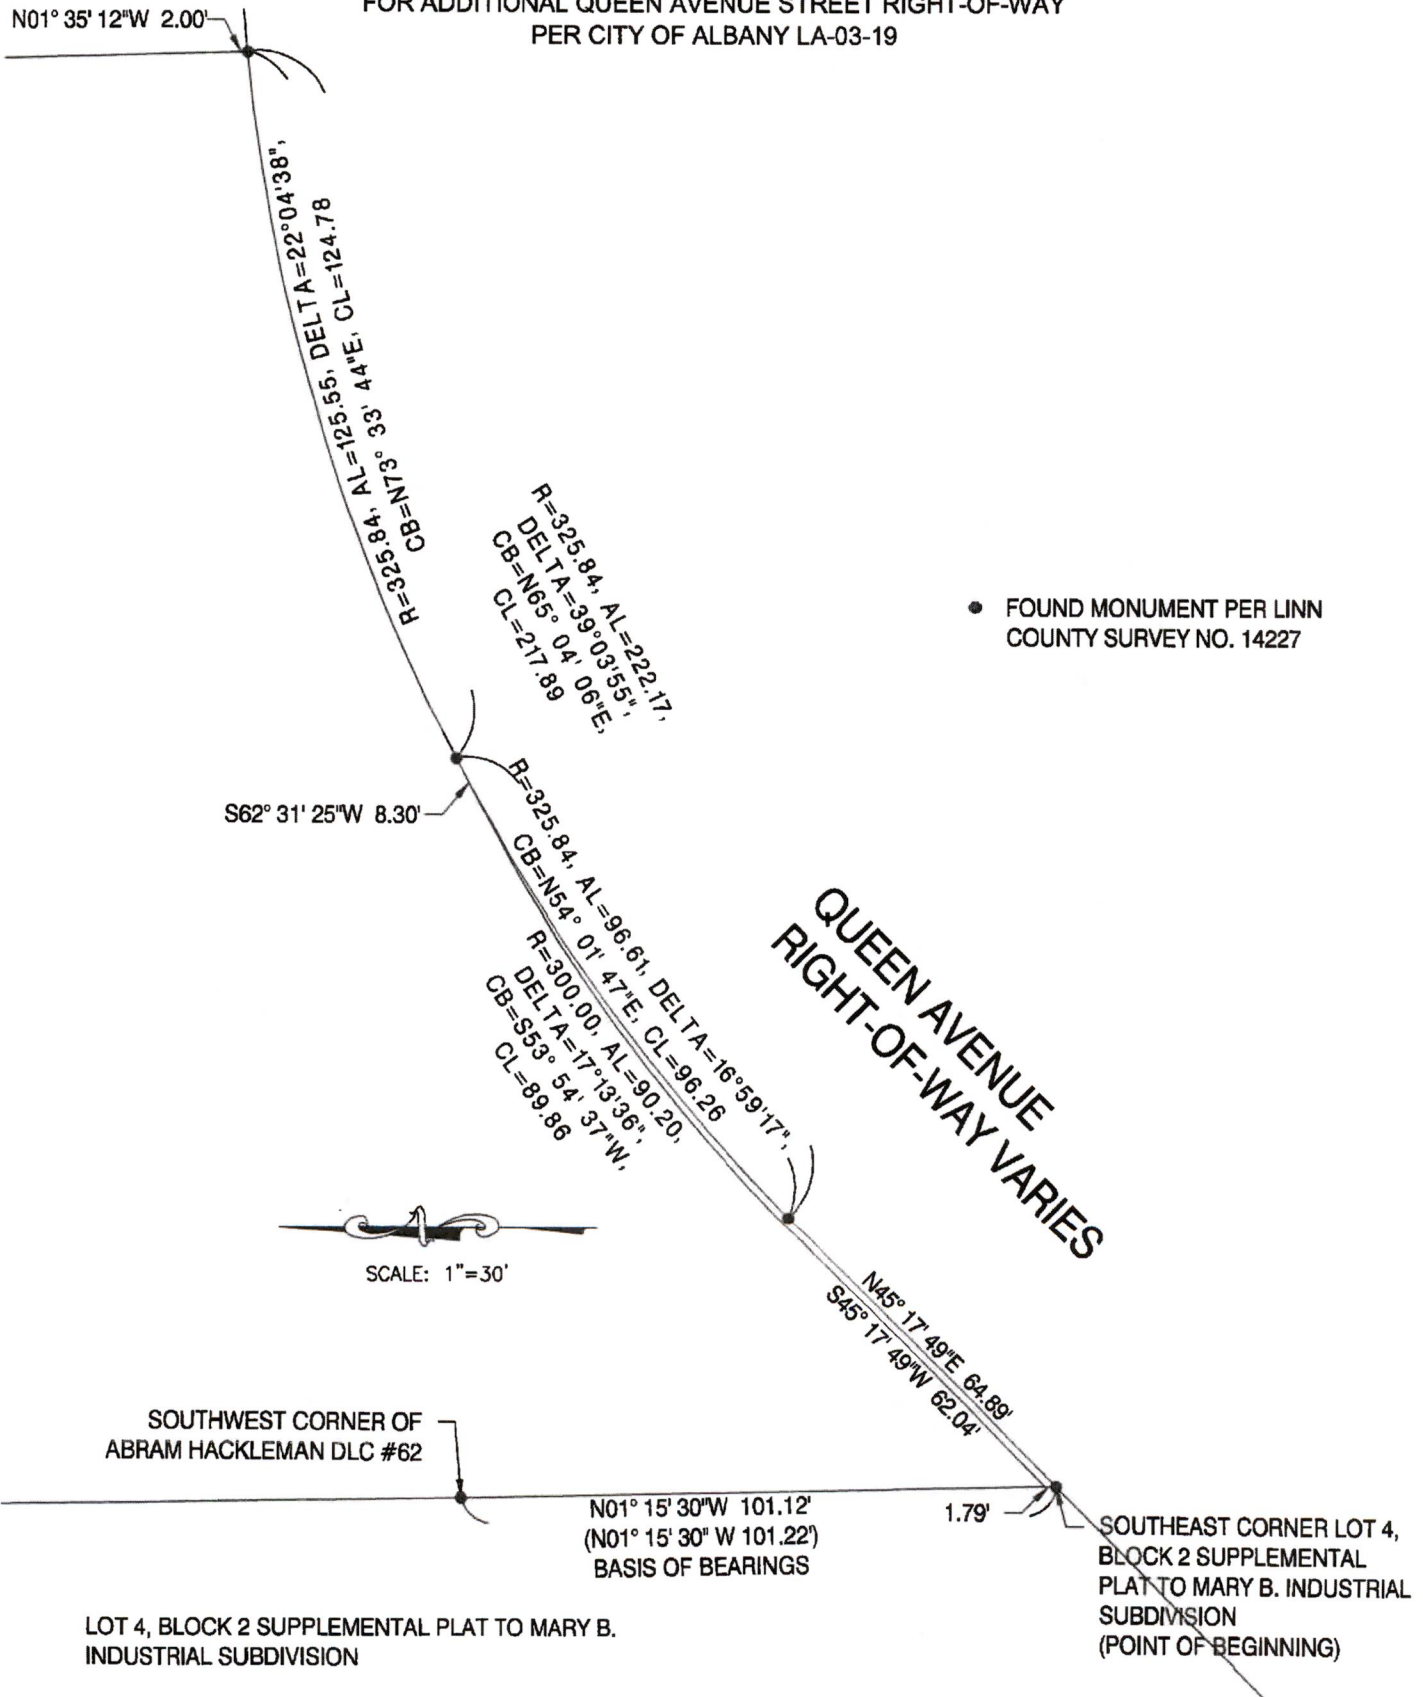 FOR ADDITIONAL QUEEN AVENUE STREET RIGHT-OF-WAY
PER CITY OF ALBANY LA-03-19
N01° 35' 12"W 2.00'
R=325.84, AL=125.55, DELTA=22°04'38",
CB=N73° 33' 44"E, CL=124.78
R=325.84, AL=222.17,
DELTA=39°03'55",
CB=N65° 04' 06"E,
CL=217.89
FOUND MONUMENT PER LINN
COUNTY SURVEY NO. 14227
S62° 31' 25"W 8.30'
R=325.84, AL=96.61, DELTA=16°59'17",
CB=N54° 01' 47"E, CL=96.26
R=300.00, AL=90.20,
DELTA=17°13'36",
CB=S53° 54' 37"W,
CL=89.86
QUEEN AVENUE
RIGHT-OF-WAY VARIES
SCALE: 1"=30'
N45° 17' 49"E 64.89'
S45° 17' 49"W 62.04'
SOUTHWEST CORNER OF
ABRAM HACKLEMAN DLC #62
N01° 15' 30"W 101.12'
(N01° 15' 30" W 101.22')
BASIS OF BEARINGS
1.79'
SOUTHEAST CORNER LOT 4,
BLOCK 2 SUPPLEMENTAL
PLAT TO MARY B. INDUSTRIAL
SUBDIVISION
(POINT OF BEGINNING)
LOT 4, BLOCK 2 SUPPLEMENTAL PLAT TO MARY B.
INDUSTRIAL SUBDIVISION